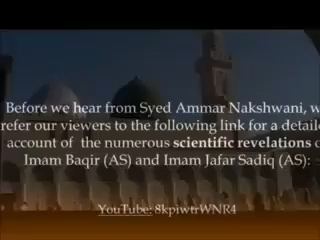 Before we hear from Syed Ammar Nakshwani, w
refer our viewers to the following link for a detaile
account of the numerous scientific revelations o
Imam Baqir (AS) and Imam Jafar Sadiq (AS):
YouTube: 8kpiwtrWNR4